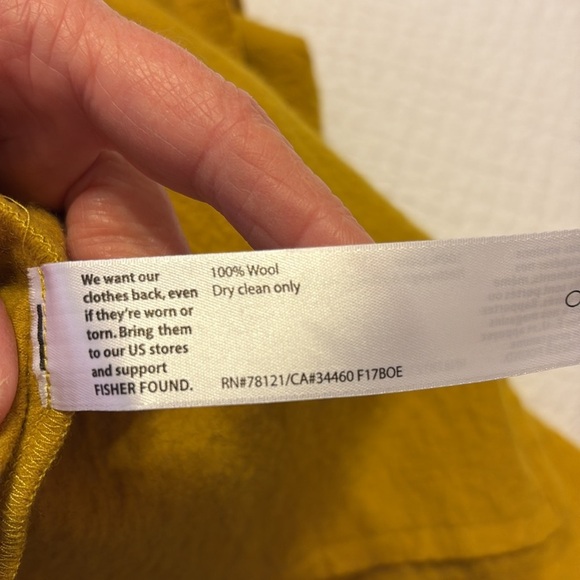 We want our
clothes back, even
if they're worn or
torn. Bring them
to our US stores
and support
FISHER FOUND.
100% Wool
Dry clean only
RN#78121/CA#34460 F17BOE